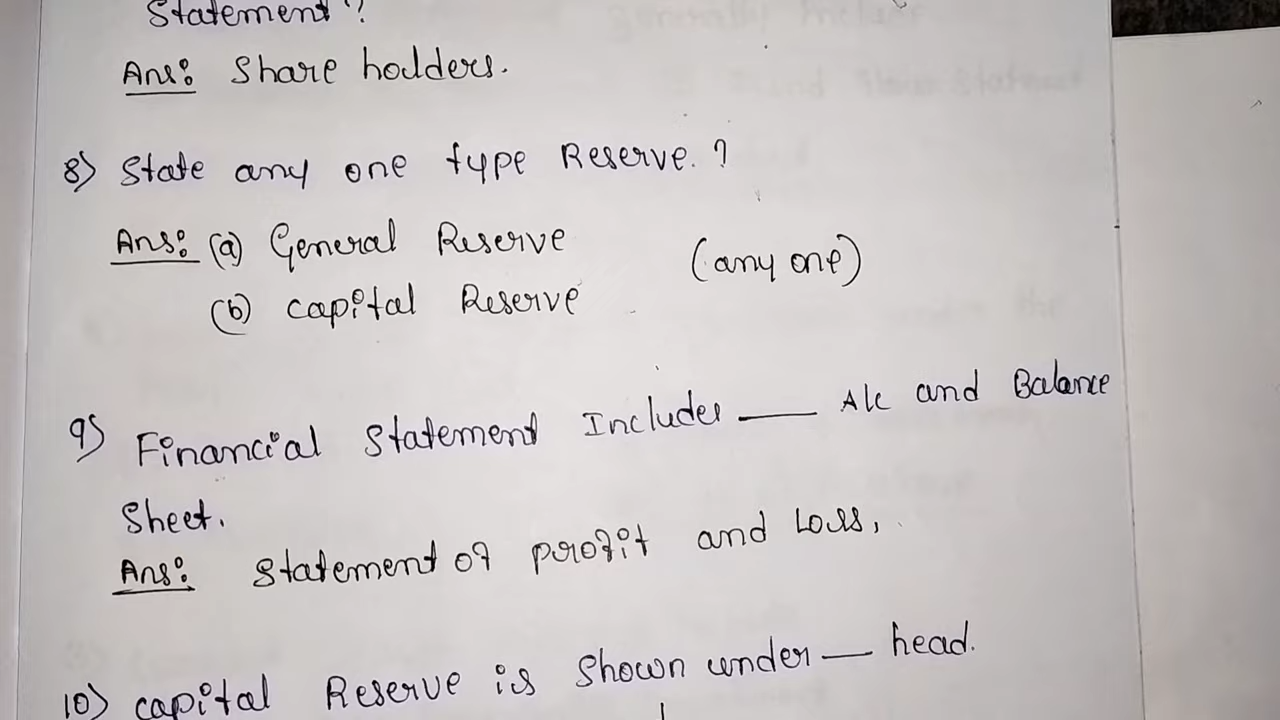 Statement?
Ans: Share holders.
8) State any one type Reserve.?
Ans: (a) General Reserve (any one)
(b) capital Reserve
9) Financial Statement Includes ___ A/c and Balance
Sheet.
Ans: Statement of profit and Loss,
10) capital Reserve is shown under ___ head.